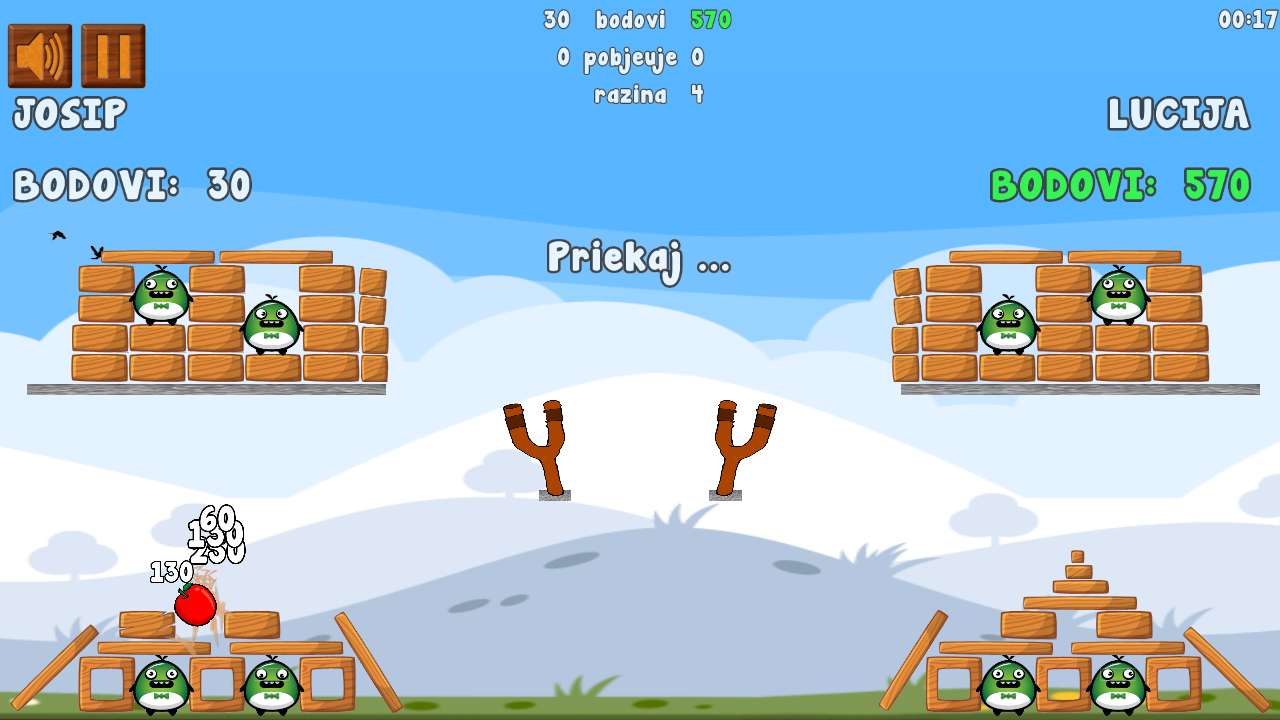 30 bodovi 570
00:17
0 pobjeuje 0
razina 4
JOSIP
LUCIJA
BODOVI: 30
BODOVI: 570
Priekaj ...
60
130